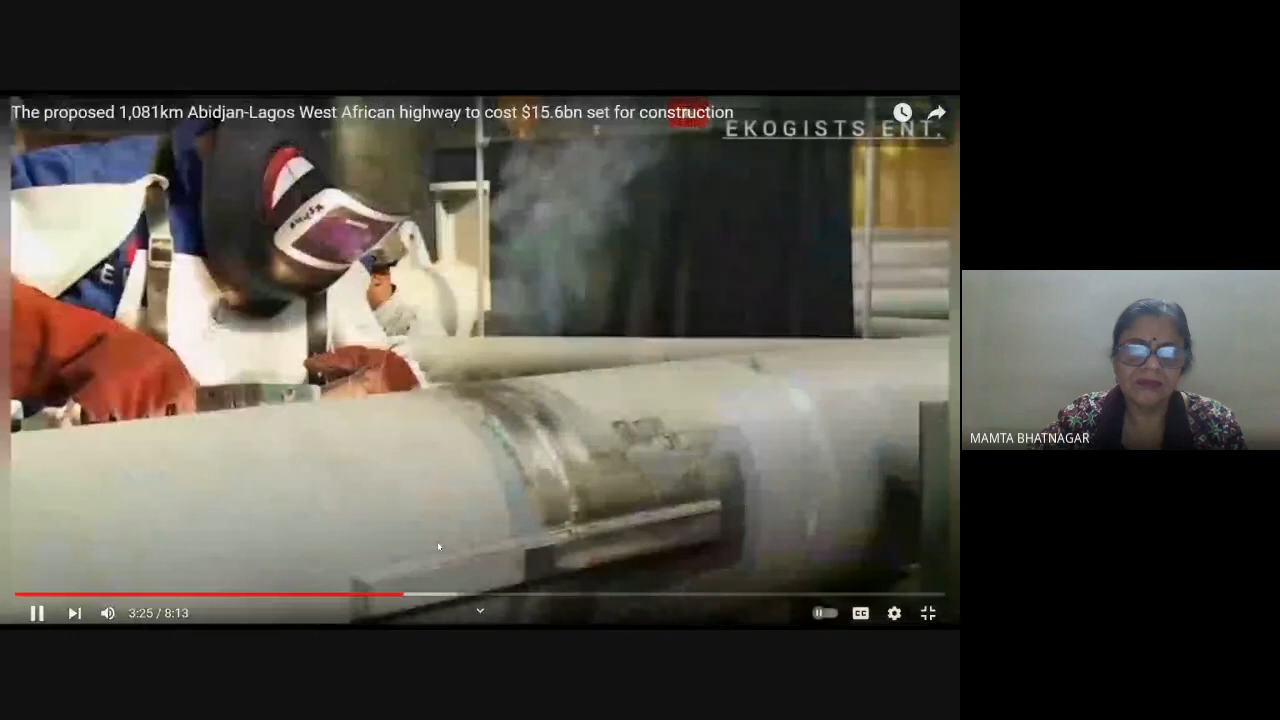 The proposed 1,081km Abidjan-Lagos West African highway to cost $15.6bn set for construction
EKOGISTS ENT.
MAMTA BHATNAGAR
3:25 / 8:13
CC